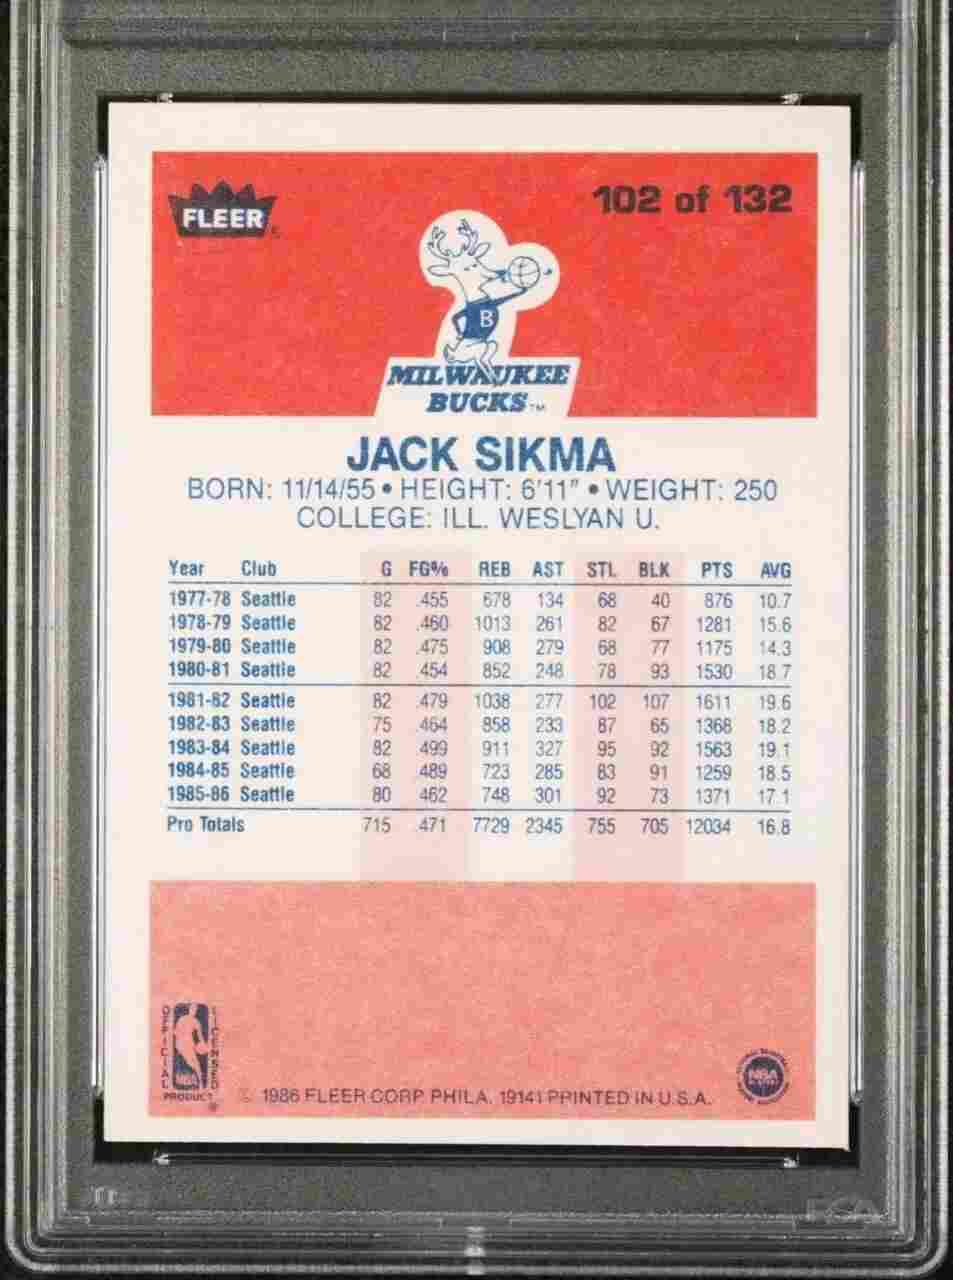 FLEER
102 of 132
B
MILWAUKEE
BUCKS™
JACK SIKMA
BORN: 11/14/55 • HEIGHT: 6'11" • WEIGHT: 250
COLLEGE: ILL. WESLYAN U.
Year Club G FG% REB AST STL BLK PTS AVG
1977-78 Seattle 82 .455 678 134 68 40 876 10.7
1978-79 Seattle 82 .460 1013 261 82 67 1281 15.6
1979-80 Seattle 82 .475 908 279 68 77 1175 14.3
1980-81 Seattle 82 .454 852 248 78 93 1530 18.7
1981-82 Seattle 82 .479 1038 277 102 107 1611 19.6
1982-83 Seattle 75 .464 858 233 87 65 1368 18.2
1983-84 Seattle 82 .499 911 327 95 92 1563 19.1
1984-85 Seattle 68 .489 723 285 83 91 1259 18.5
1985-86 Seattle 80 .462 748 301 92 73 1371 17.1
Pro Totals 715 .471 7729 2345 755 705 12034 16.8
OFFICIAL
LICENSED
NBA
PRODUCT
© 1986 FLEER CORP. PHILA. 19141 PRINTED IN U.S.A.
NBA
PSA